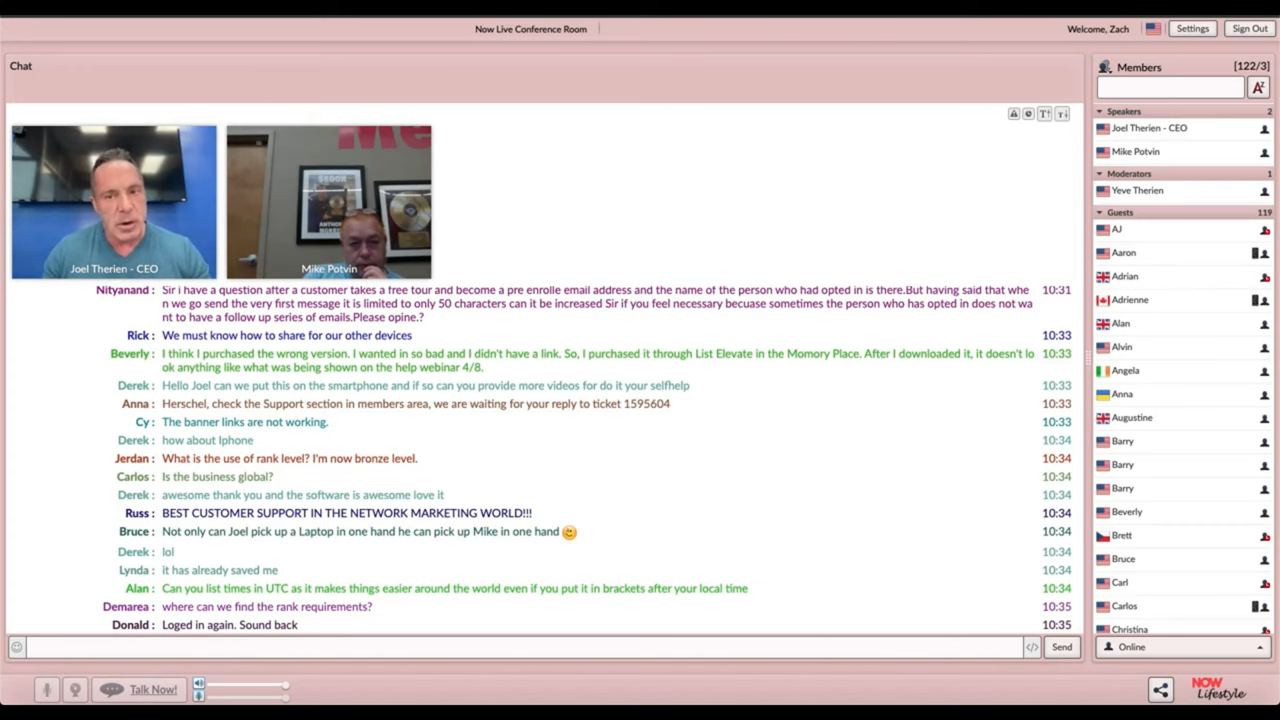 Now Live Conference Room
Welcome, Zach
Settings
Sign Out
Chat
Joel Therien - CEO
Mike Potvin
Nityanand : Sir i have a question after a customer takes a free tour and become a pre enrolle email address and the name of the person who had opted in is there.But having said that whe 10:31
n we go send the very first message it is limited to only 50 characters can it be increased Sir if you feel necessary becuase sometimes the person who has opted in does not wa
nt to have a follow up series of emails.Please opine.?
Rick : We must know how to share for our other devices 10:33
Beverly : I think I purchased the wrong version. I wanted in so bad and I didn't have a link. So, I purchased it through List Elevate in the Momory Place. After I downloaded it, it doesn't lo 10:33
ok anything like what was being shown on the help webinar 4/8.
Derek : Hello Joel can we put this on the smartphone and if so can you provide more videos for do it your selfhelp 10:33
Anna : Herschel, check the Support section in members area, we are waiting for your reply to ticket 1595604 10:33
Cy : The banner links are not working. 10:33
Derek : how about Iphone 10:34
Jerdan : What is the use of rank level? I'm now bronze level. 10:34
Carlos : Is the business global? 10:34
Derek : awesome thank you and the software is awesome love it 10:34
Russ : BEST CUSTOMER SUPPORT IN THE NETWORK MARKETING WORLD!!! 10:34
Bruce : Not only can Joel pick up a Laptop in one hand he can pick up Mike in one hand 10:34
Derek : lol 10:34
Lynda : it has already saved me 10:34
Alan : Can you list times in UTC as it makes things easier around the world even if you put it in brackets after your local time 10:34
Demarea : where can we find the rank requirements? 10:35
Donald : Loged in again. Sound back 10:35
Send
Talk Now!
Members [122/3]
Speakers 2
Joel Therien - CEO
Mike Potvin
Moderators 1
Yeve Therien
Guests 119
AJ
Aaron
Adrian
Adrienne
Alan
Alvin
Angela
Anna
Augustine
Barry
Barry
Barry
Beverly
Brett
Bruce
Carl
Carlos
Christina
Online
NOW
Lifestyle